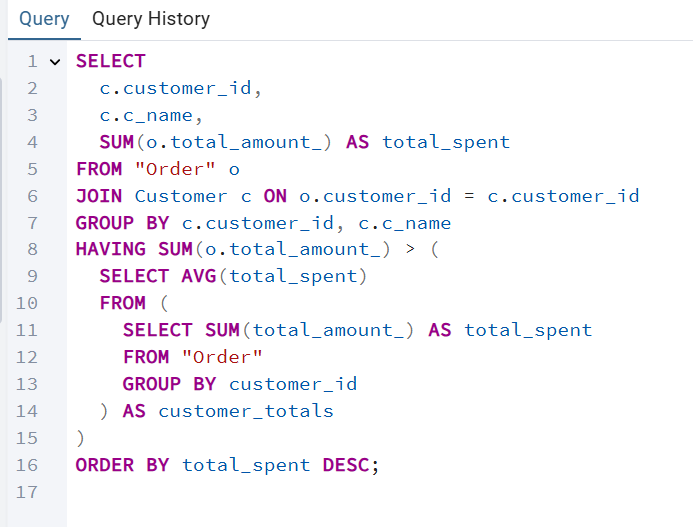 Query Query History
1 SELECT
2 c.customer_id,
3 c.c_name,
4 SUM(o.total_amount_) AS total_spent
5 FROM "Order" o
6 JOIN Customer c ON o.customer_id = c.customer_id
7 GROUP BY c.customer_id, c.c_name
8 HAVING SUM(o.total_amount_) > (
9 SELECT AVG(total_spent)
10 FROM (
11 SELECT SUM(total_amount_) AS total_spent
12 FROM "Order"
13 GROUP BY customer_id
14 ) AS customer_totals
15 )
16 ORDER BY total_spent DESC;
17